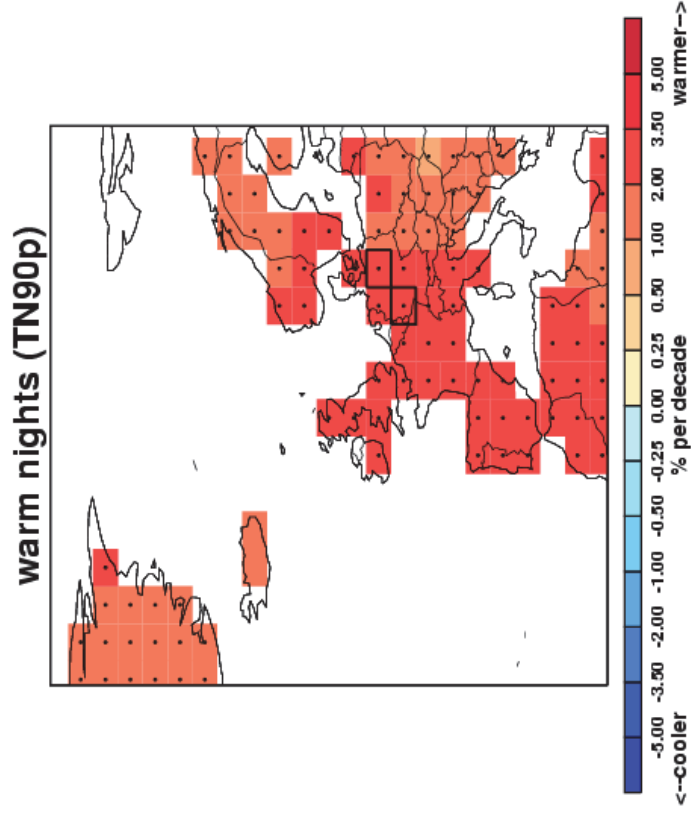 warm nights (TN90p)
<--cooler
-5.00 -3.50 -2.00 -1.00 -0.50 -0.25 0.00 0.25 0.50 1.00 2.00 3.50 5.00
% per decade
warmer-->